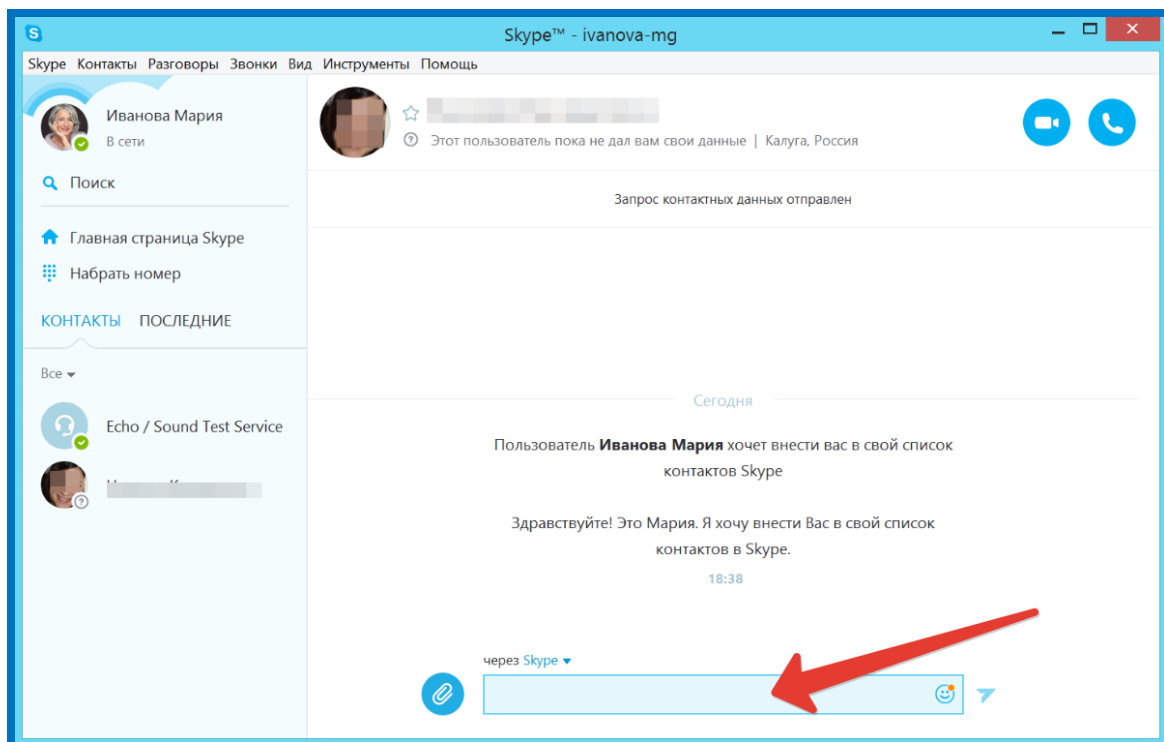 Skype™ - ivanova-mg
Skype Контакты Разговоры Звонки Вид Инструменты Помощь
Иванова Мария
В сети
Поиск
Главная страница Skype
Набрать номер
КОНТАКТЫ ПОСЛЕДНИЕ
Все
Echo / Sound Test Service
Этот пользователь пока не дал вам свои данные | Калуга, Россия
Запрос контактных данных отправлен
Сегодня
Пользователь Иванова Мария хочет внести вас в свой список
контактов Skype
Здравствуйте! Это Мария. Я хочу внести Вас в свой список
контактов в Skype.
18:38
через Skype